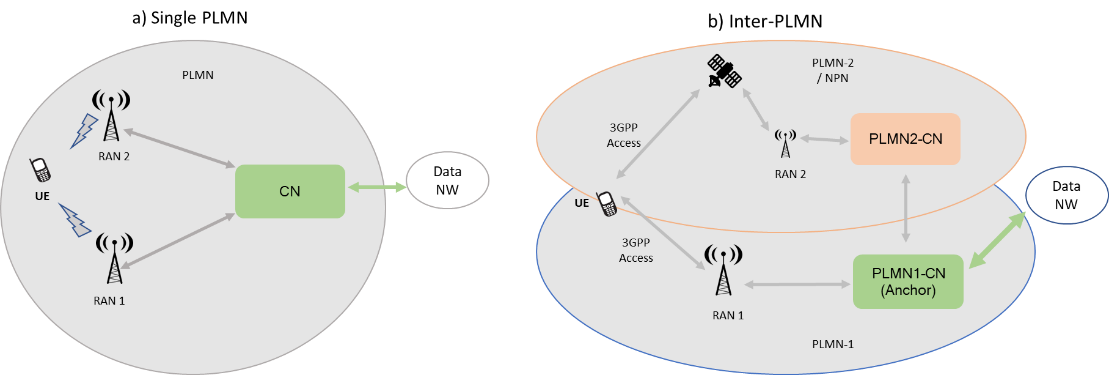 a) Single PLMN
PLMN
RAN 2
UE
RAN 1
CN
Data
NW
b) Inter-PLMN
PLMN-2
/ NPN
3GPP
Access
RAN 2
PLMN2-CN
UE
3GPP
Access
RAN 1
PLMN1-CN
(Anchor)
Data
NW
PLMN-1